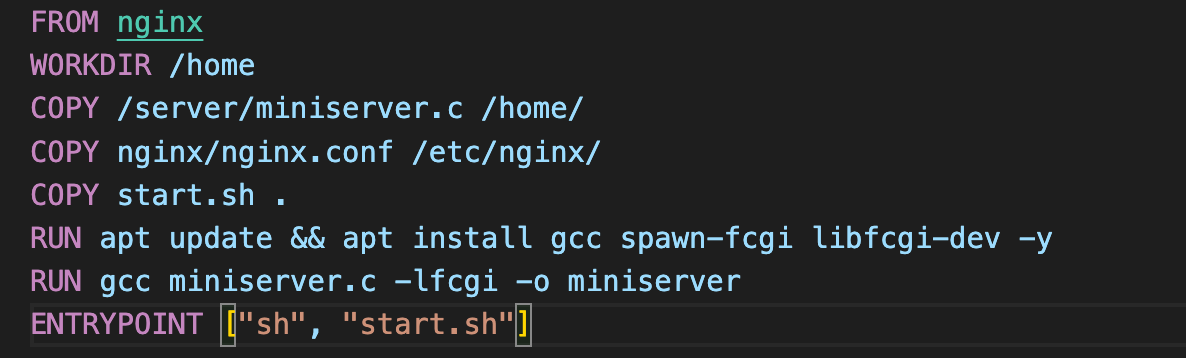 FROM nginx
WORKDIR /home
COPY /server/miniserver.c /home/
COPY nginx/nginx.conf /etc/nginx/
COPY start.sh .
RUN apt update && apt install gcc spawn-fcgi libfcgi-dev -y
RUN gcc miniserver.c -lfcgi -o miniserver
ENTRYPOINT ["sh", "start.sh"]